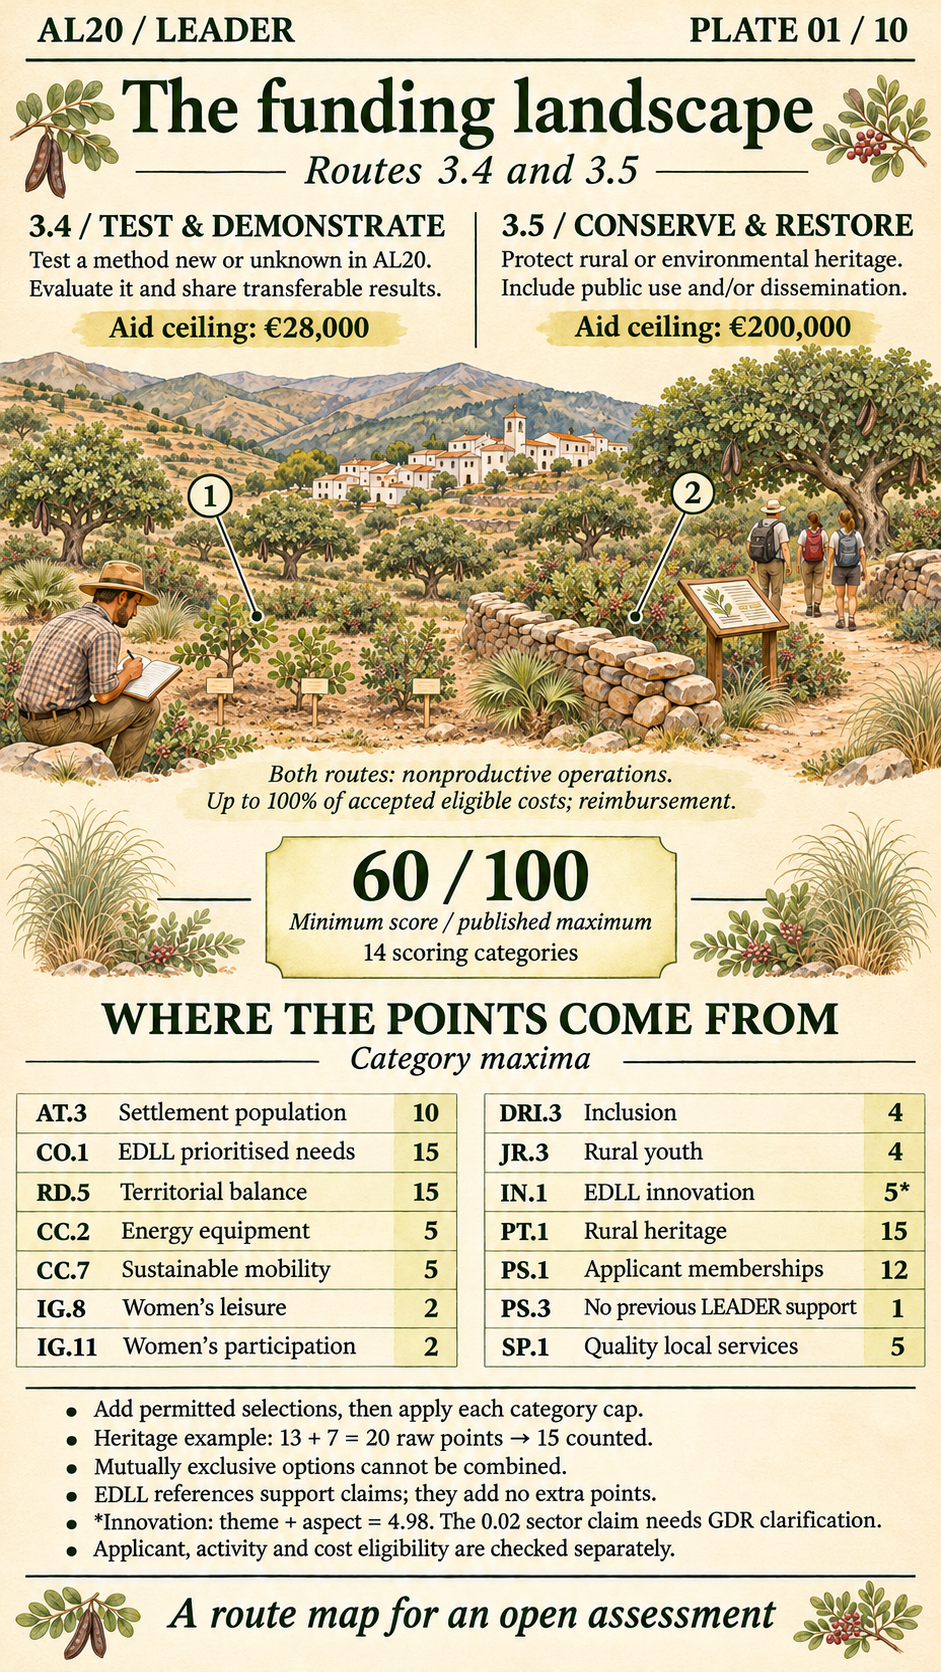 AL20 / LEADER
PLATE 01 / 10
The funding landscape
Routes 3.4 and 3.5
3.4 / TEST & DEMONSTRATE
Test a method new or unknown in AL20.
Evaluate it and share transferable results.
Aid ceiling: €28,000
3.5 / CONSERVE & RESTORE
Protect rural or environmental heritage.
Include public use and/or dissemination.
Aid ceiling: €200,000
1
2
Both routes: nonproductive operations.
Up to 100% of accepted eligible costs; reimbursement.
60 / 100
Minimum score / published maximum
14 scoring categories
WHERE THE POINTS COME FROM
Category maxima
AT.3 Settlement population 10
CO.1 EDLL prioritised needs 15
RD.5 Territorial balance 15
CC.2 Energy equipment 5
CC.7 Sustainable mobility 5
IG.8 Women's leisure 2
IG.11 Women's participation 2
DRI.3 Inclusion 4
JR.3 Rural youth 4
IN.1 EDLL innovation 5*
PT.1 Rural heritage 15
PS.1 Applicant memberships 12
PS.3 No previous LEADER support 1
SP.1 Quality local services 5
• Add permitted selections, then apply each category cap.
• Heritage example: 13 + 7 = 20 raw points → 15 counted.
• Mutually exclusive options cannot be combined.
• EDLL references support claims; they add no extra points.
• *Innovation: theme + aspect = 4.98. The 0.02 sector claim needs GDR clarification.
• Applicant, activity and cost eligibility are checked separately.
A route map for an open assessment